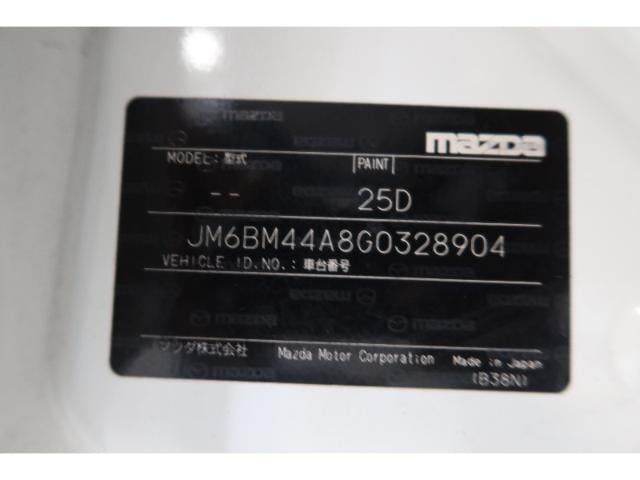 mazda
MODEL:型式 PAINT
-- 25D
JM6BM44A8G0328904
VEHICLE ID.NO.:車台番号
マツダ株式会社 Mazda Motor Corporation Made in Japan
(B38N)